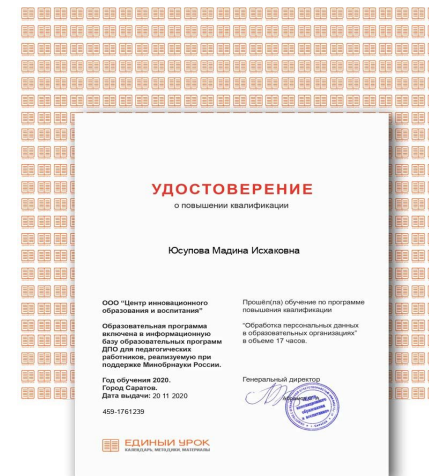 УДОСТОВЕРЕНИЕ
о повышении квалификации
Юсупова Мадина Исхаковна
ООО "Центр инновационного
образования и воспитания"
Образовательная программа
включена в информационную
базу образовательных программ
ДПО для педагогических
работников, реализуемую при
поддержке Минобрнауки России.
Год обучения 2020.
Город Саратов.
Дата выдачи: 20 11 2020
459-1761239
Прошёл(ла) обучение по программе
повышения квалификации
"Обработка персональных данных
в образовательных организациях"
в объеме 17 часов.
Генеральный директор
ЕДИНЫЙ УРОК
КАЛЕНДАРЬ, МЕТОДИКИ, МАТЕРИАЛЫ